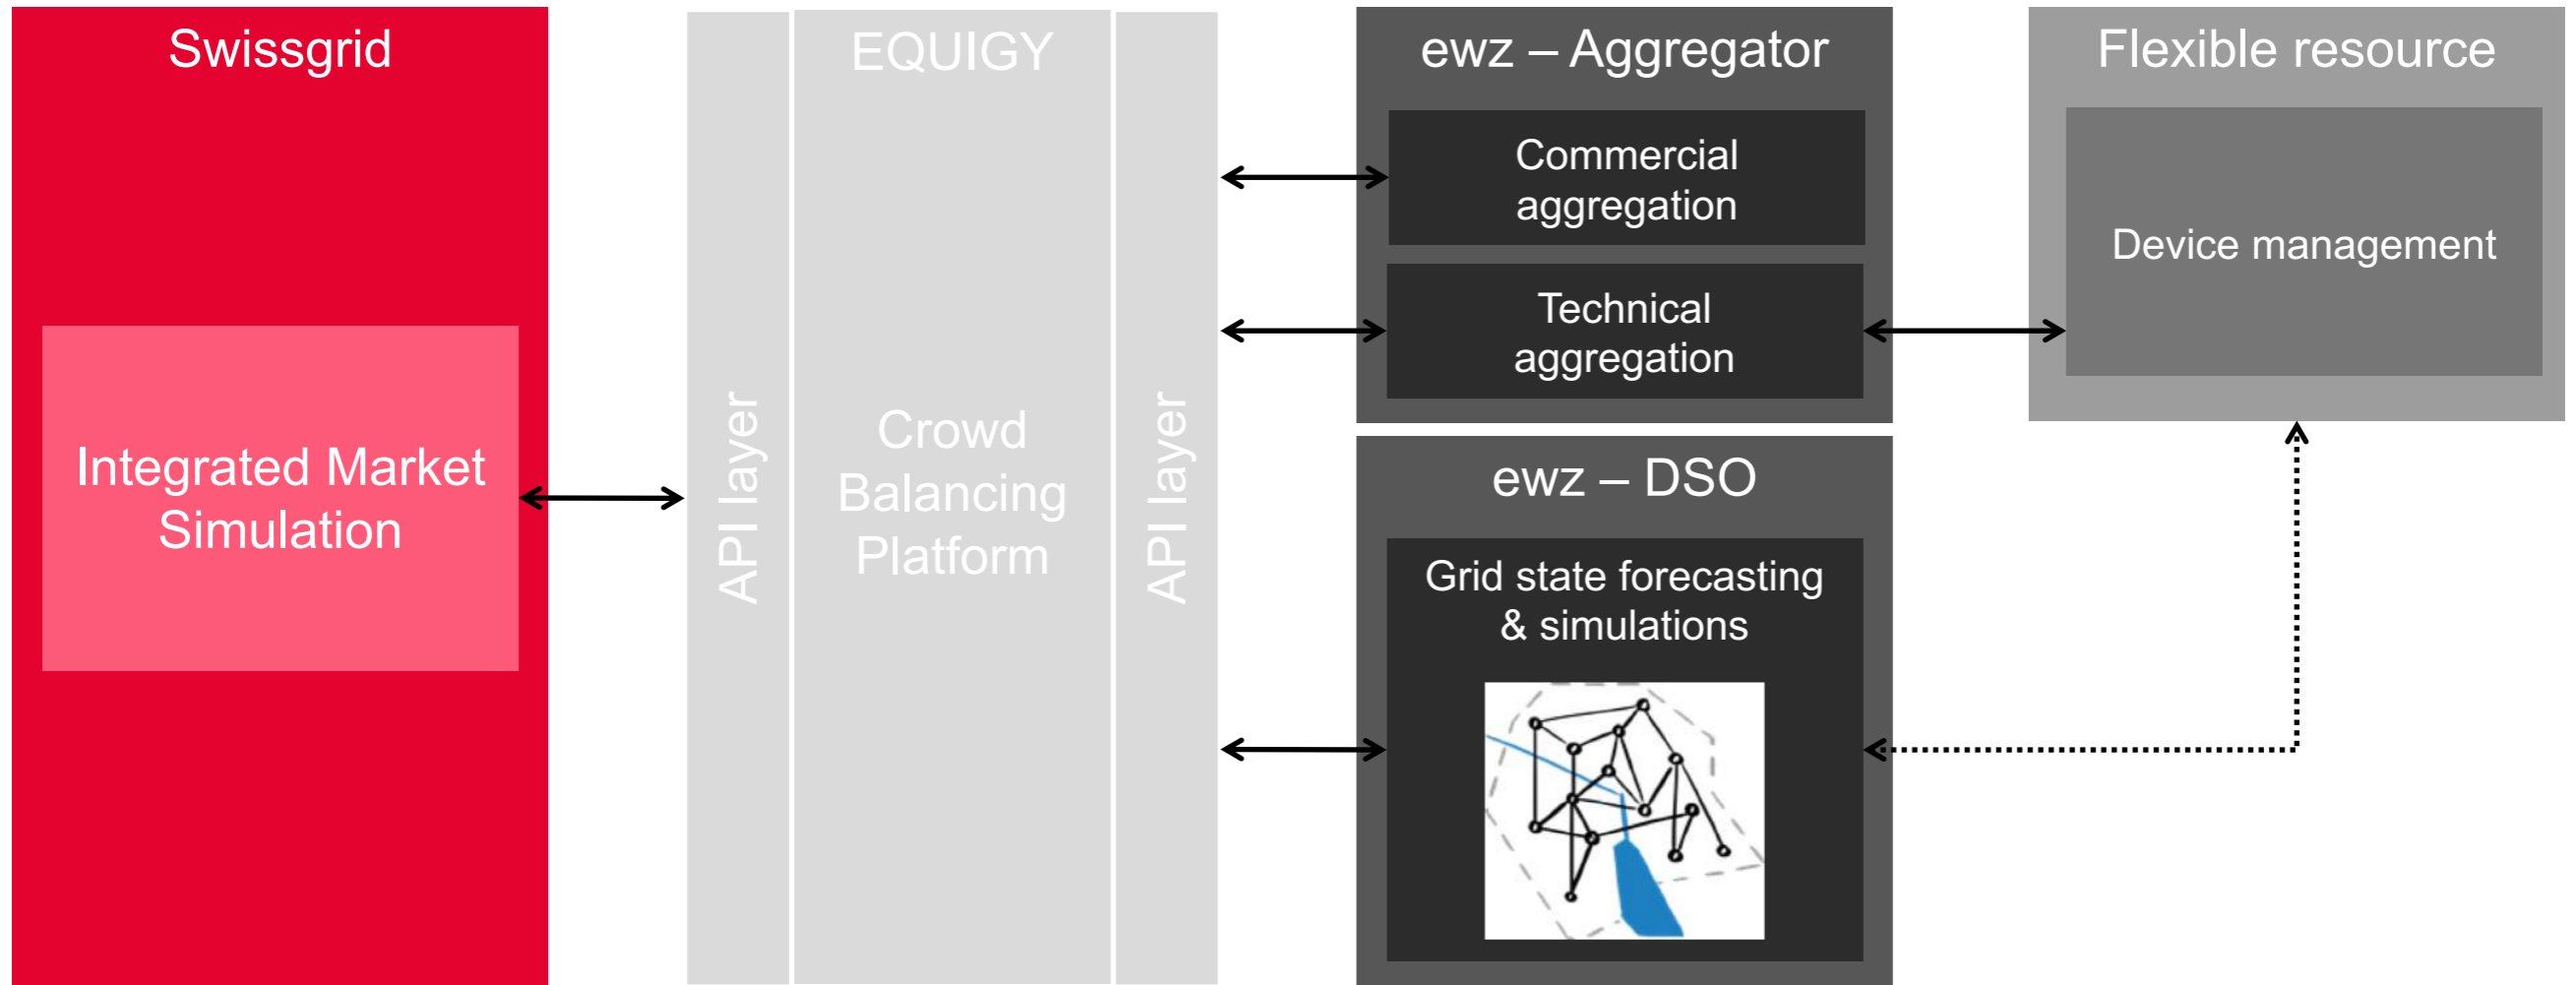 Swissgrid
Integrated Market
Simulation
API layer
EQUIGY
Crowd
Balancing
Platform
API layer
ewz – Aggregator
Commercial
aggregation
Technical
aggregation
ewz – DSO
Grid state forecasting
& simulations
Flexible resource
Device management